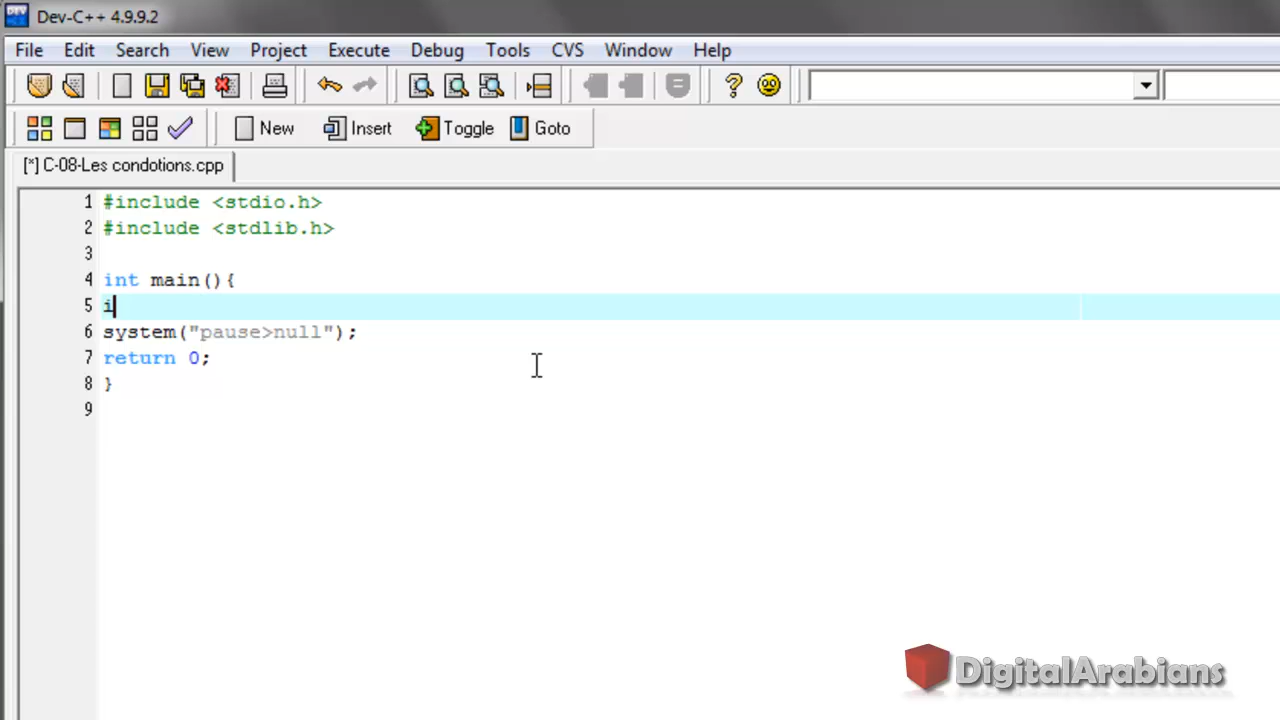 Dev-C++ 4.9.9.2
File Edit Search View Project Execute Debug Tools CVS Window Help
New Insert Toggle Goto
[*] C-08-Les condotions.cpp
1 #include <stdio.h>
2 #include <stdlib.h>
3
4 int main(){
5 i
6 system("pause>null");
7 return 0;
8 }
9
DigitalArabians